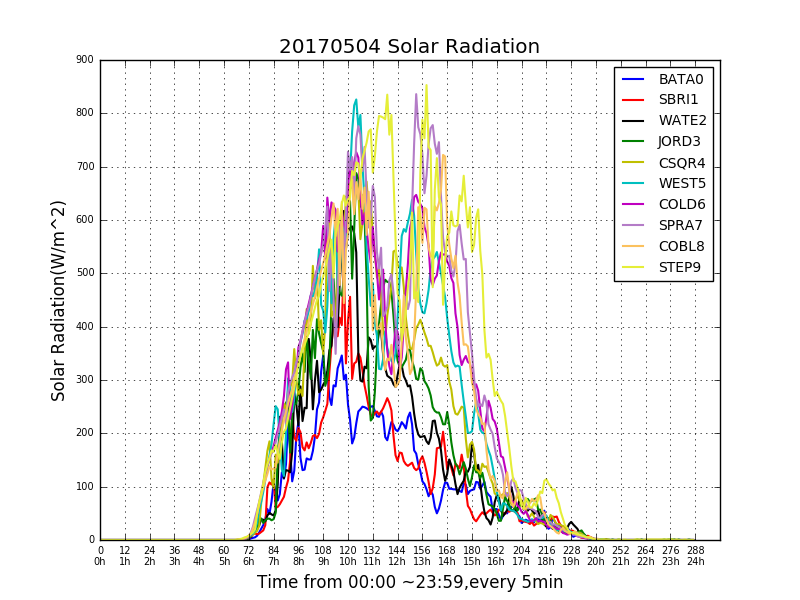 20170504 Solar Radiation
Solar Radiation(W/m^2)
900
800
700
600
500
400
300
200
100
0
BATA0
SBRI1
WATE2
JORD3
CSQR4
WEST5
COLD6
SPRA7
COBL8
STEP9
0 12 24 36 48 60 72 84 96 108 120 132 144 156 168 180 192 204 216 228 240 252 264 276 288
0h 1h 2h 3h 4h 5h 6h 7h 8h 9h 10h 11h 12h 13h 14h 15h 16h 17h 18h 19h 20h 21h 22h 23h 24h
Time from 00:00 ~23:59,every 5min